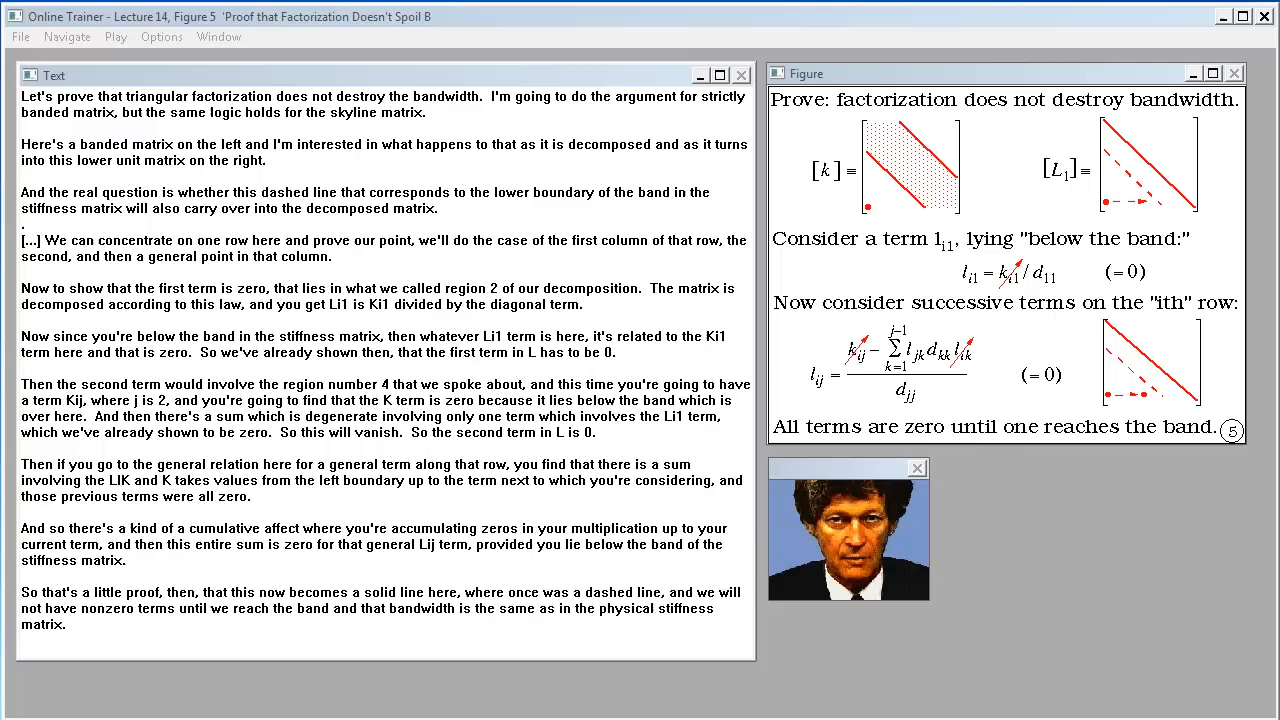 Online Trainer - Lecture 14, Figure 5 'Proof that Factorization Doesn't Spoil B
File Navigate Play Options Window
Text
Let's prove that triangular factorization does not destroy the bandwidth. I'm going to do the argument for strictly
banded matrix, but the same logic holds for the skyline matrix.
Here's a banded matrix on the left and I'm interested in what happens to that as it is decomposed and as it turns
into this lower unit matrix on the right.
And the real question is whether this dashed line that corresponds to the lower boundary of the band in the
stiffness matrix will also carry over into the decomposed matrix.
.
[...] We can concentrate on one row here and prove our point, we'll do the case of the first column of that row, the
second, and then a general point in that column.
Now to show that the first term is zero, that lies in what we called region 2 of our decomposition. The matrix is
decomposed according to this law, and you get Li1 is Ki1 divided by the diagonal term.
Now since you're below the band in the stiffness matrix, then whatever Li1 term is here, it's related to the Ki1
term here and that is zero. So we've already shown then, that the first term in L has to be 0.
Then the second term would involve the region number 4 that we spoke about, and this time you're going to have
a term Kij, where j is 2, and you're going to find that the K term is zero because it lies below the band which is
over here. And then there's a sum which is degenerate involving only one term which involves the Li1 term,
which we've already shown to be zero. So this will vanish. So the second term in L is 0.
Then if you go to the general relation here for a general term along that row, you find that there is a sum
involving the LIK and K takes values from the left boundary up to the term next to which you're considering, and
those previous terms were all zero.
And so there's a kind of a cumulative affect where you're accumulating zeros in your multiplication up to your
current term, and then this entire sum is zero for that general Lij term, provided you lie below the band of the
stiffness matrix.
So that's a little proof, then, that this now becomes a solid line here, where once was a dashed line, and we will
not have nonzero terms until we reach the band and that bandwidth is the same as in the physical stiffness
matrix.
Figure
Prove: factorization does not destroy bandwidth.
[k] ≡ [L1] ≡
Consider a term li1, lying "below the band:"
li1 = ki1 / d11 (= 0)
Now consider successive terms on the "ith" row:
lij = (kij − Σ k=1 j−1 ljk dkk lik) / djj (= 0)
All terms are zero until one reaches the band. 5